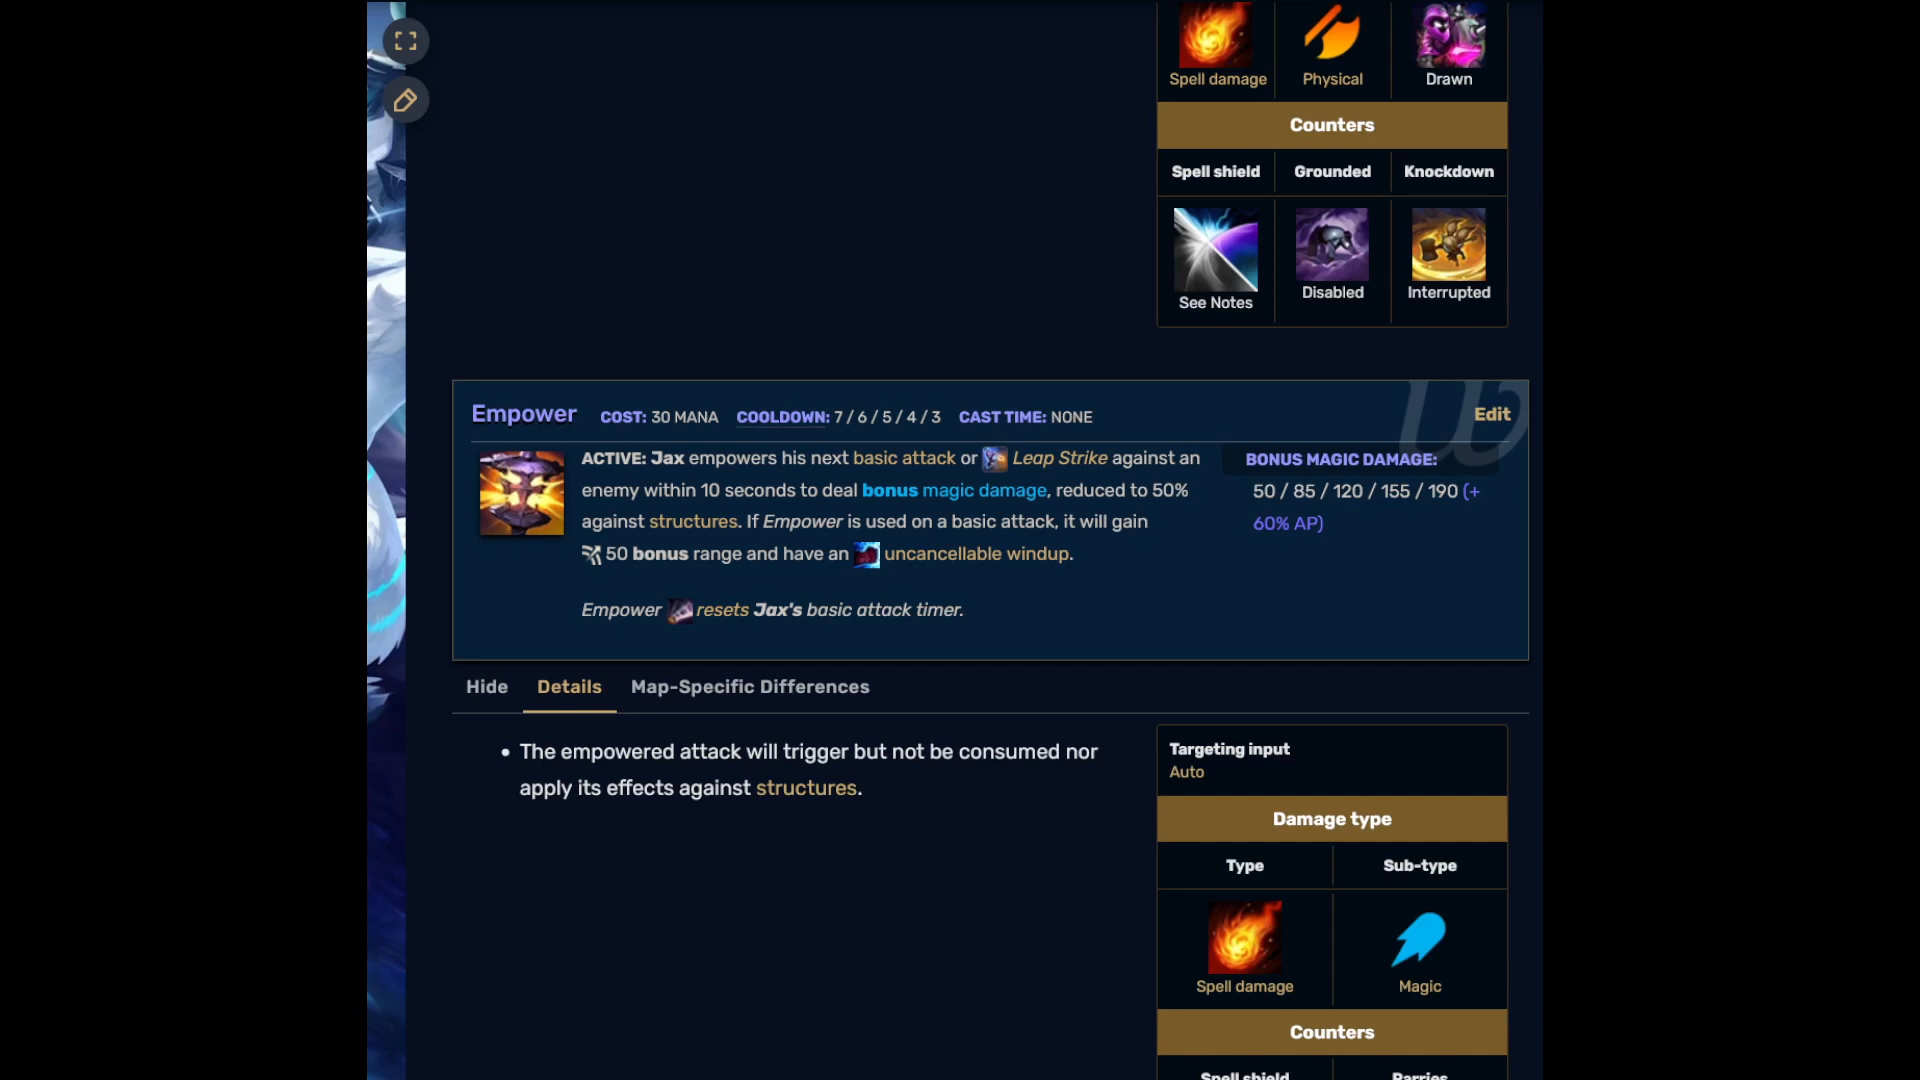 Spell damage
Physical
Drawn
Counters
Spell shield
Grounded
Knockdown
See Notes
Disabled
Interrupted
Empower COST: 30 MANA COOLDOWN: 7 / 6 / 5 / 4 / 3 CAST TIME: NONE
Edit
ACTIVE: Jax empowers his next basic attack or Leap Strike against an
enemy within 10 seconds to deal bonus magic damage, reduced to 50%
against structures. If Empower is used on a basic attack, it will gain
50 bonus range and have an uncancellable windup.
Empower resets Jax's basic attack timer.
BONUS MAGIC DAMAGE:
50 / 85 / 120 / 155 / 190 (+
60% AP)
Hide Details Map-Specific Differences
• The empowered attack will trigger but not be consumed nor
apply its effects against structures.
Targeting input
Auto
Damage type
Type
Sub-type
Spell damage
Magic
Counters
Spell shield
Parries